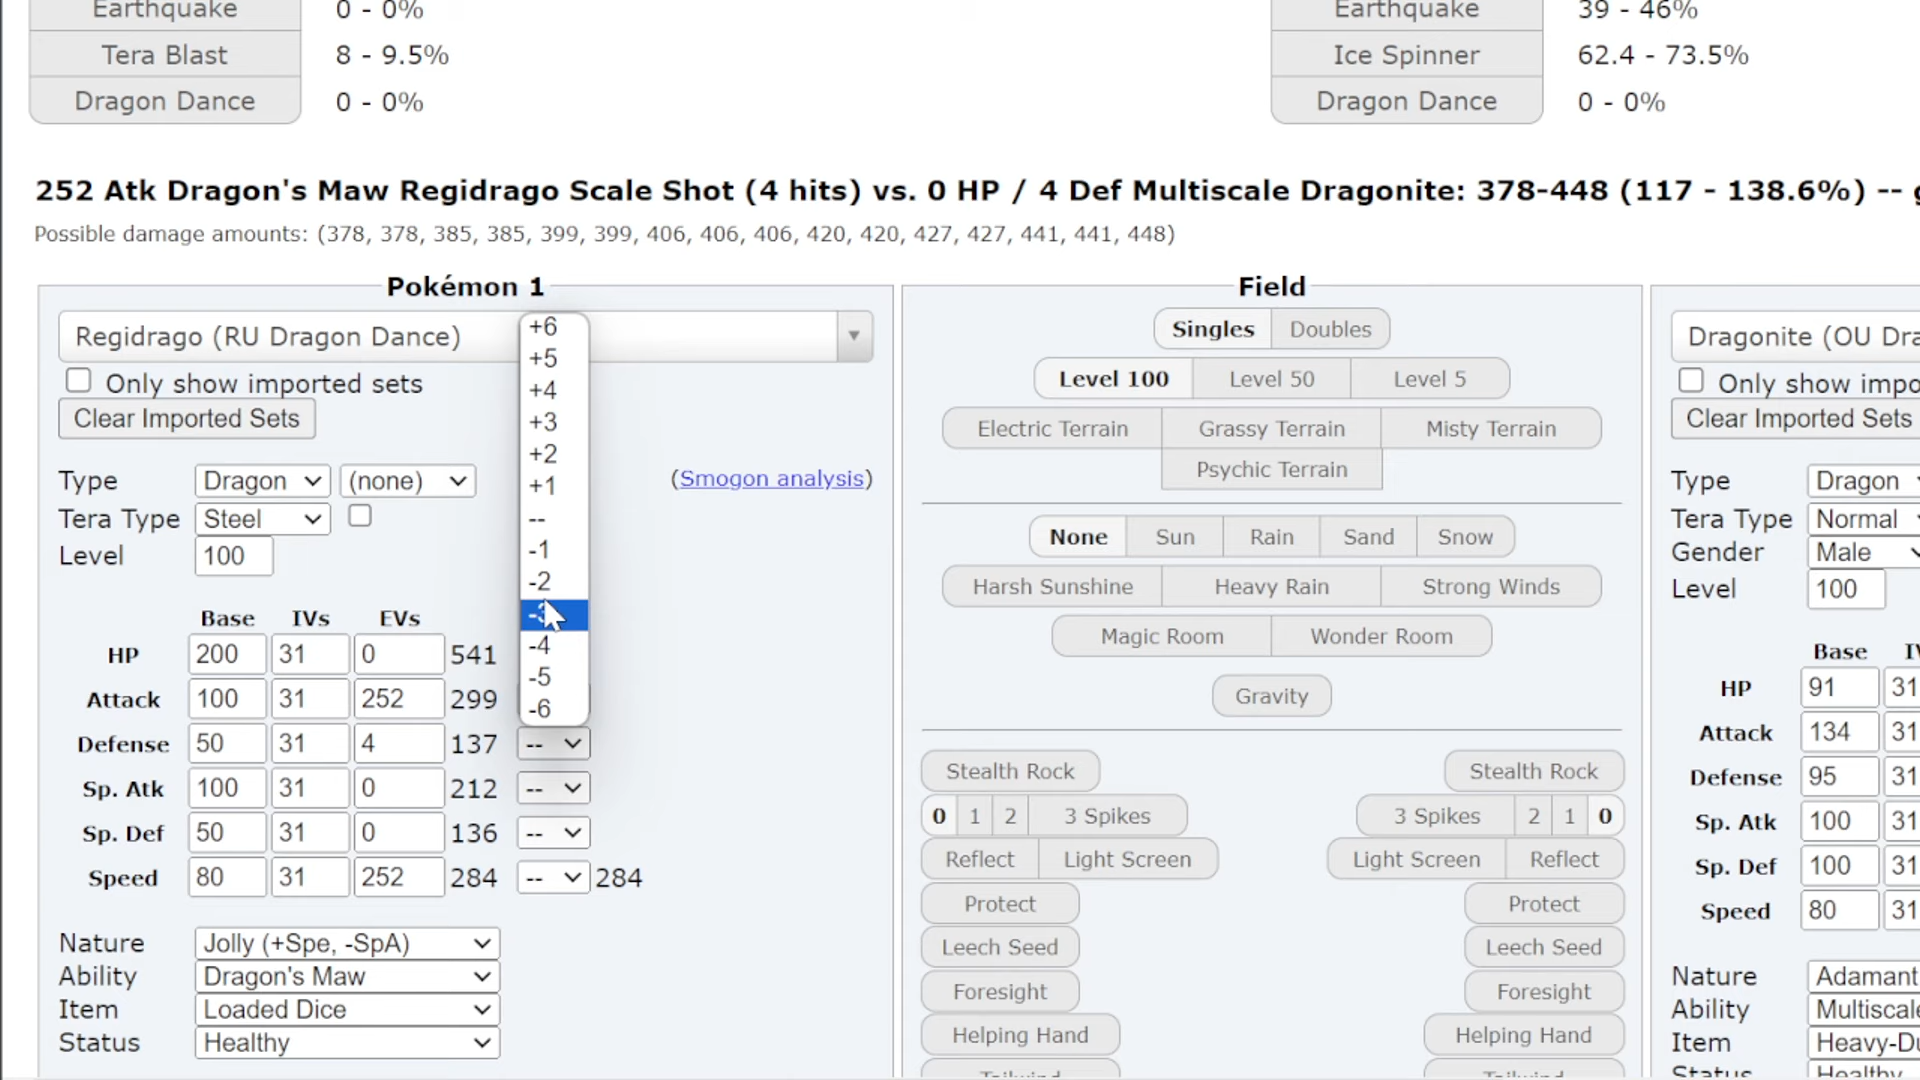 Earthquake 0 - 0% Earthquake 39 - 46%
Tera Blast 8 - 9.5% Ice Spinner 62.4 - 73.5%
Dragon Dance 0 - 0% Dragon Dance 0 - 0%
252 Atk Dragon's Maw Regidrago Scale Shot (4 hits) vs. 0 HP / 4 Def Multiscale Dragonite: 378-448 (117 - 138.6%) --
Possible damage amounts: (378, 378, 385, 385, 399, 399, 406, 406, 406, 420, 420, 427, 427, 441, 441, 448)
Pokémon 1
Regidrago (RU Dragon Dance)
Only show imported sets
Clear Imported Sets
(Smogon analysis)
Type Dragon (none)
Tera Type Steel
Level 100
Base IVs EVs
HP 200 31 0 541
Attack 100 31 252 299
Defense 50 31 4 137 --
Sp. Atk 100 31 0 212 --
Sp. Def 50 31 0 136 --
Speed 80 31 252 284 -- 284
Nature Jolly (+Spe, -SpA)
Ability Dragon's Maw
Item Loaded Dice
Status Healthy
+6
+5
+4
+3
+2
+1
--
-1
-2
-3
-4
-5
-6
Field
Singles Doubles
Level 100 Level 50 Level 5
Electric Terrain Grassy Terrain Misty Terrain
Psychic Terrain
None Sun Rain Sand Snow
Harsh Sunshine Heavy Rain Strong Winds
Magic Room Wonder Room
Gravity
Stealth Rock Stealth Rock
0 1 2 3 Spikes 3 Spikes 2 1 0
Reflect Light Screen Light Screen Reflect
Protect Protect
Leech Seed Leech Seed
Foresight Foresight
Helping Hand Helping Hand
Tailwind Tailwind
Dragonite (OU Dra
Only show impo
Clear Imported Sets
Type Dragon
Tera Type Normal
Gender Male
Level 100
Base IV
HP 91 31
Attack 134 31
Defense 95 31
Sp. Atk 100 31
Sp. Def 100 31
Speed 80 31
Nature Adamant
Ability Multiscale
Item Heavy-Du
Status Healthy